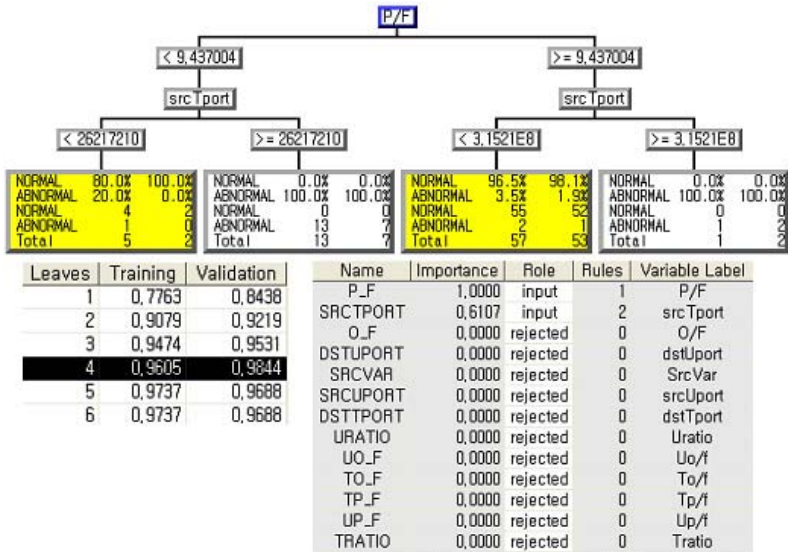 P/F
< 9,437004 >= 9,437004
srcTport srcTport
< 26217210 >= 26217210 < 3,1521E8 >= 3,1521E8
NORMAL 80.0% 100.0%
ABNORMAL 20.0% 0.0%
NORMAL 4 2
ABNORMAL 1 0
Total 5 2
NORMAL 0.0% 0.0%
ABNORMAL 100.0% 100.0%
NORMAL 0 0
ABNORMAL 13 7
Total 13 7
NORMAL 96.5% 98.1%
ABNORMAL 3.5% 1.9%
NORMAL 55 52
ABNORMAL 2 1
Total 57 53
NORMAL 0.0% 0.0%
ABNORMAL 100.0% 100.0%
NORMAL 0 0
ABNORMAL 1 2
Total 1 2
Leaves Training Validation
1 0,7763 0,8438
2 0,9079 0,9219
3 0,9474 0,9531
4 0,9605 0,9844
5 0,9737 0,9688
6 0,9737 0,9688
Name Importance Role Rules Variable Label
P_F 1,0000 input 1 P/F
SRCTPORT 0,6107 input 2 srcTport
O_F 0,0000 rejected 0 O/F
DSTUPORT 0,0000 rejected 0 dstUport
SRCVAR 0,0000 rejected 0 SrcVar
SRCUPORT 0,0000 rejected 0 srcUport
DSTTPORT 0,0000 rejected 0 dstTport
URATIO 0,0000 rejected 0 Uratio
UO_F 0,0000 rejected 0 Uo/f
TO_F 0,0000 rejected 0 To/f
TP_F 0,0000 rejected 0 Tp/f
UP_F 0,0000 rejected 0 Up/f
TRATIO 0,0000 rejected 0 Tratio